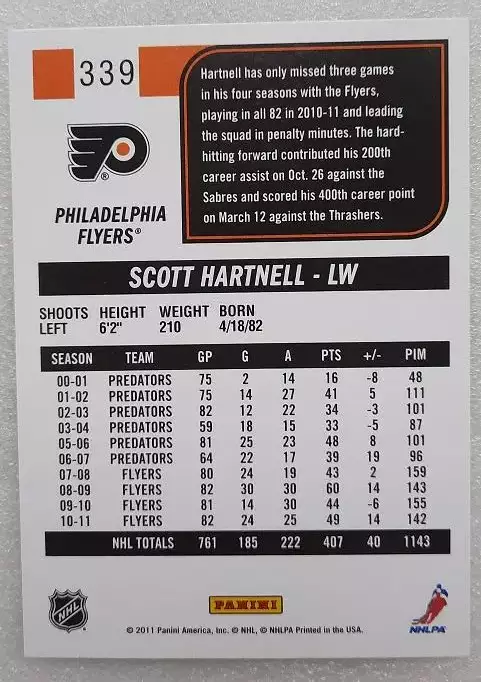 339
Hartnell has only missed three games
in his four seasons with the Flyers,
playing in all 82 in 2010-11 and leading
the squad in penalty minutes. The hard-
hitting forward contributed his 200th
career assist on Oct. 26 against the
Sabres and scored his 400th career point
on March 12 against the Thrashers.
®
PHILADELPHIA
FLYERS®
SCOTT HARTNELL - LW
SHOOTS HEIGHT WEIGHT BORN
LEFT 6'2" 210 4/18/82
SEASON TEAM GP G A PTS +/- PIM
00-01 PREDATORS 75 2 14 16 -8 48
01-02 PREDATORS 75 14 27 41 5 111
02-03 PREDATORS 82 12 22 34 -3 101
03-04 PREDATORS 59 18 15 33 -5 87
05-06 PREDATORS 81 25 23 48 8 101
06-07 PREDATORS 64 22 17 39 19 96
07-08 FLYERS 80 24 19 43 2 159
08-09 FLYERS 82 30 30 60 14 143
09-10 FLYERS 81 14 30 44 -6 155
10-11 FLYERS 82 24 25 49 14 142
NHL TOTALS 761 185 222 407 40 1143
NHL
PANINI
NHLPA
© 2011 Panini America, Inc. © NHL, © NHLPA Printed in the USA.